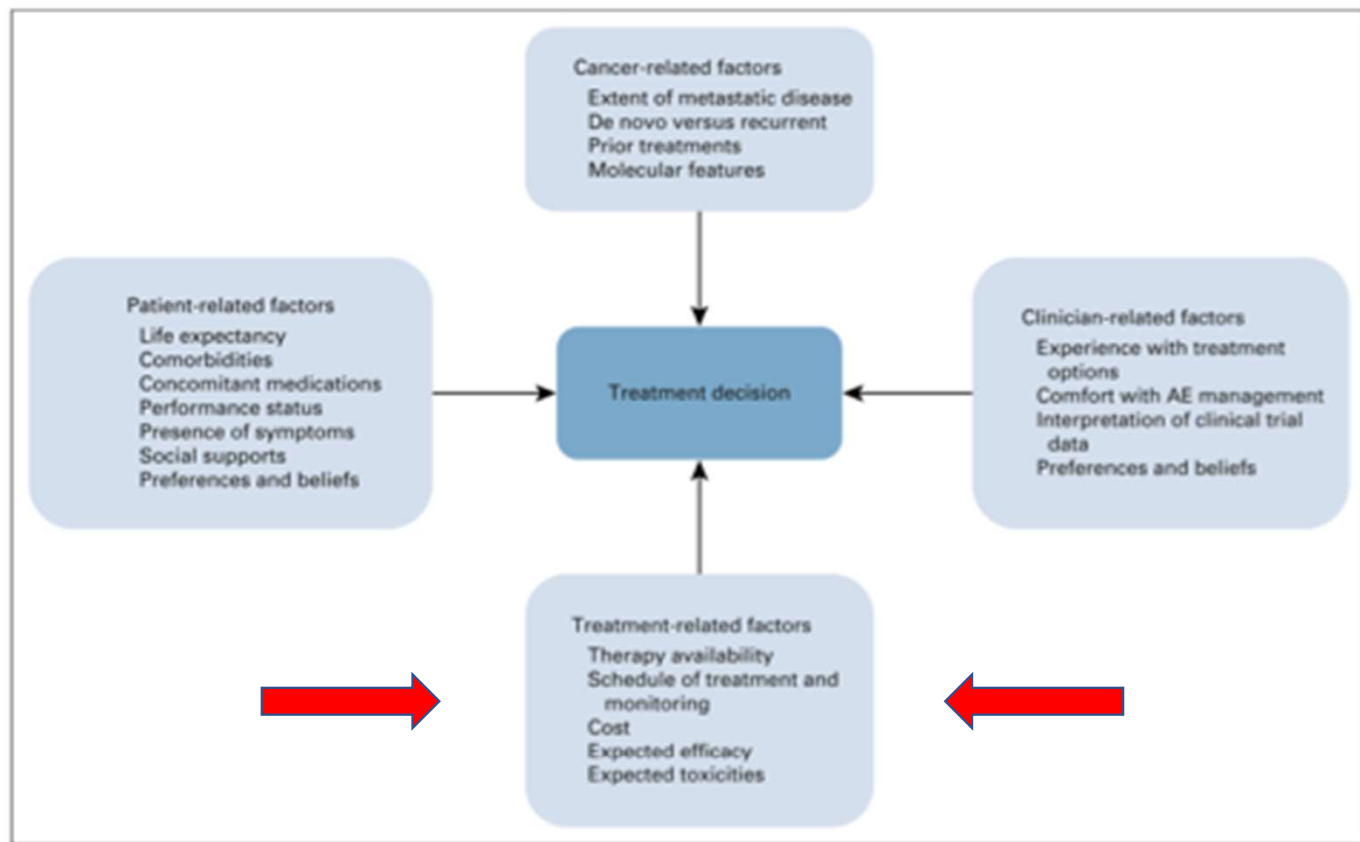 Cancer-related factors
Extent of metastatic disease
De novo versus recurrent
Prior treatments
Molecular features
Patient-related factors
Life expectancy
Comorbidities
Concomitant medications
Performance status
Presence of symptoms
Social supports
Preferences and beliefs
Treatment decision
Clinician-related factors
Experience with treatment
options
Comfort with AE management
Interpretation of clinical trial
data
Preferences and beliefs
Treatment-related factors
Therapy availability
Schedule of treatment and
monitoring
Cost
Expected efficacy
Expected toxicities